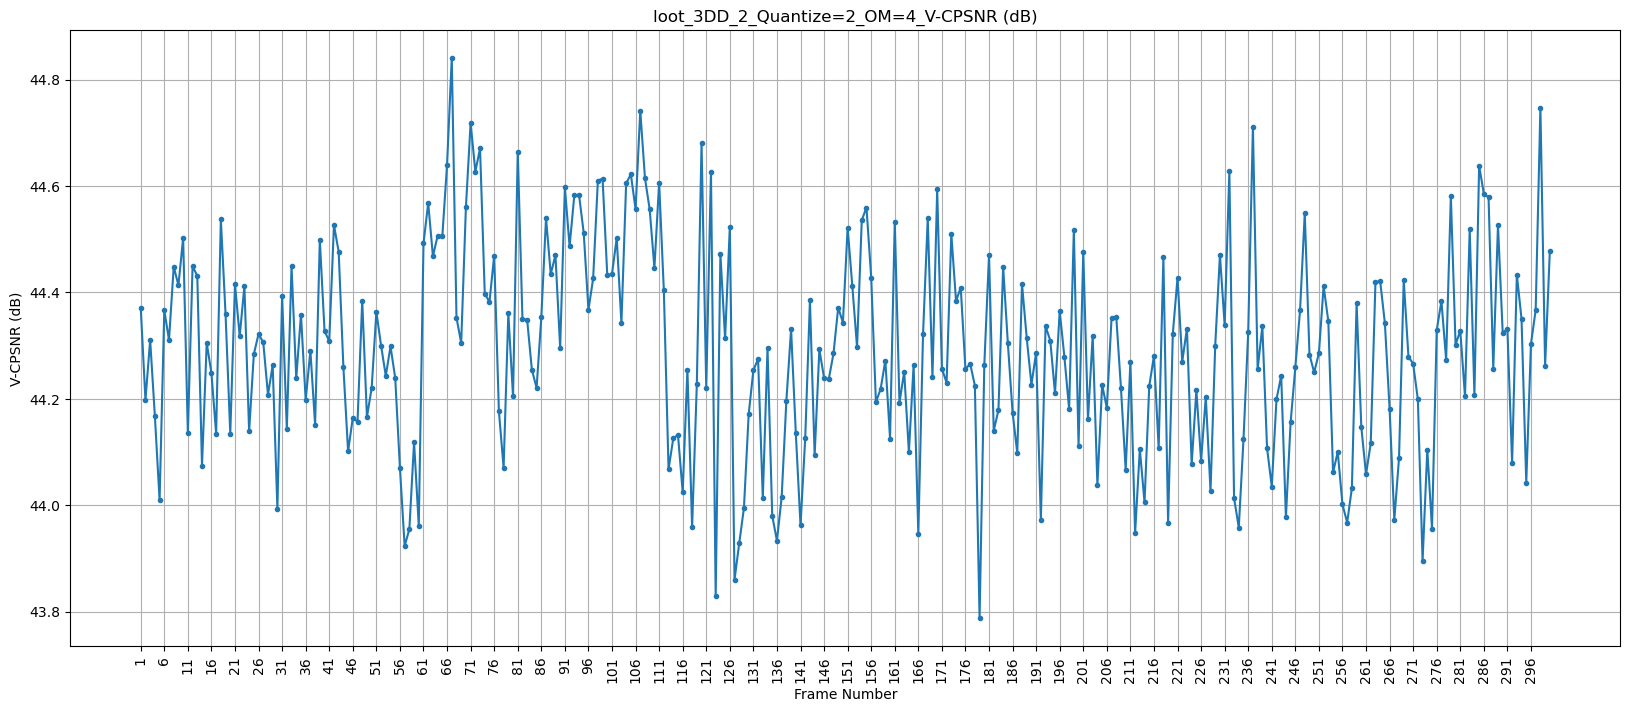 loot_3DD_2_Quantize=2_OM=4_V-CPSNR (dB)
V-CPSNR (dB)
44.8
44.6
44.4
44.2
44.0
43.8
1 6 11 16 21 26 31 36 41 46 51 56 61 66 71 76 81 86 91 96 101 106 111 116 121 126 131 136 141 146 151 156 161 166 171 176 181 186 191 196 201 206 211 216 221 226 231 236 241 246 251 256 261 266 271 276 281 286 291 296
Frame Number